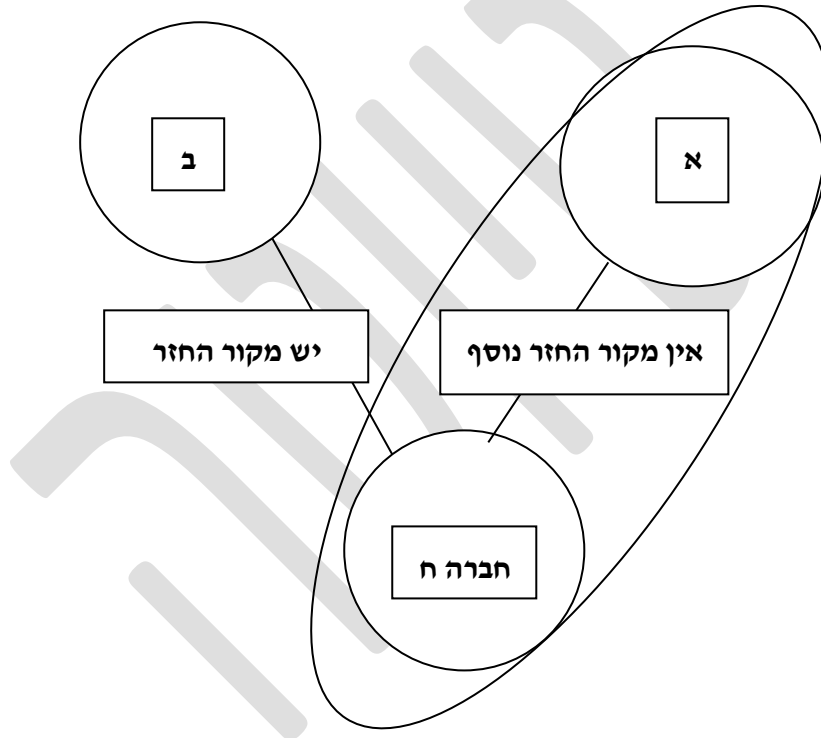 א
ב
אין מקור החזר נוסף
יש מקור החזר
חברה ח